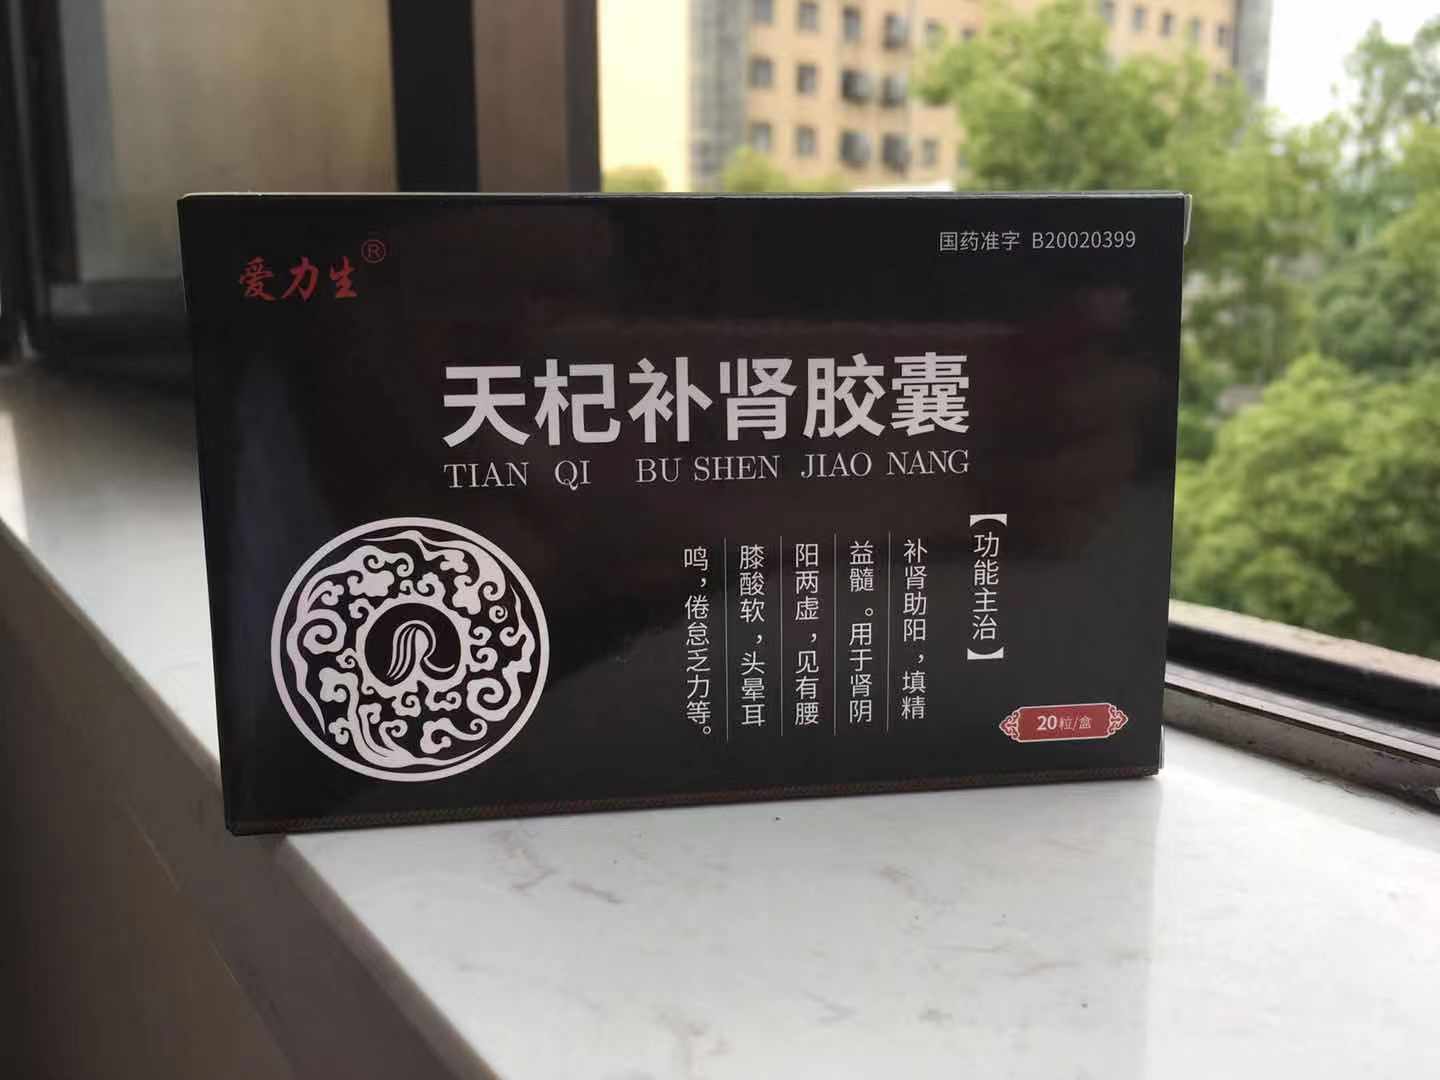 爱力生®
国药准字 B20020399
天杞补肾胶囊
TIAN QI BU SHEN JIAO NANG
【功能主治】
补肾助阳，填精
益髓。用于肾阴
阳两虚，见有腰
膝酸软，头晕耳
鸣，倦怠乏力等。
20粒/盒